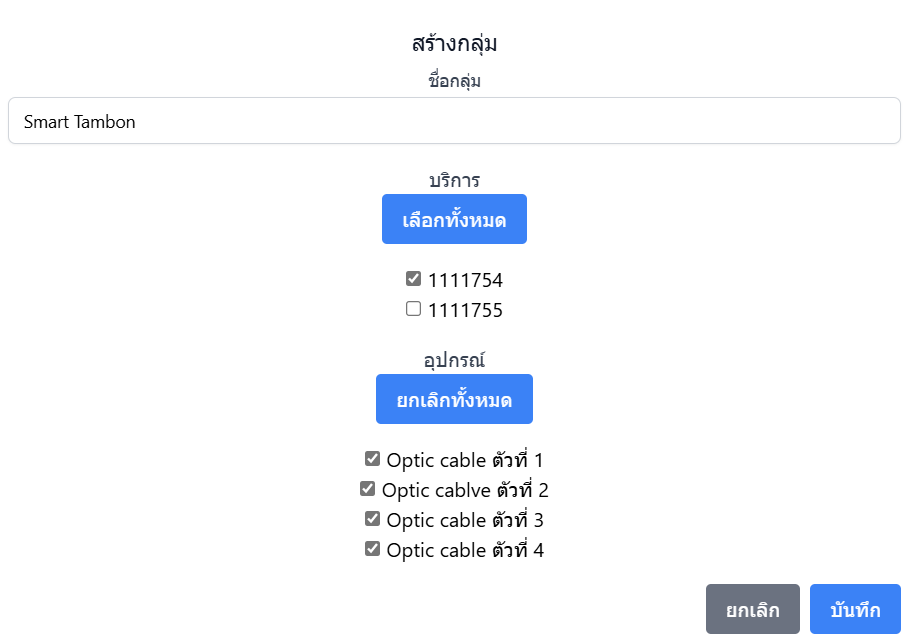 สร้างกลุ่ม
ชื่อกลุ่ม
Smart Tambon
บริการ
เลือกทั้งหมด
1111754
1111755
อุปกรณ์
ยกเลิกทั้งหมด
Optic cable ตัวที่ 1
Optic cablve ตัวที่ 2
Optic cable ตัวที่ 3
Optic cable ตัวที่ 4
ยกเลิก บันทึก